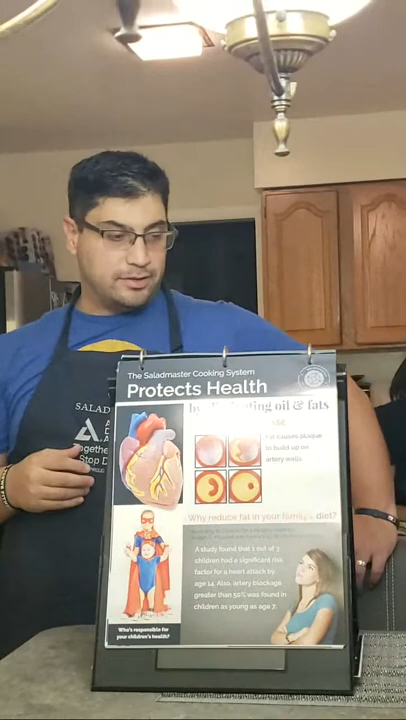 The Saladmaster Cooking System
Protects Health
oil & fats
Fat causes plaque
to build up on
artery walls.
Why reduce fat in your family's diet?
A study found that 1 out of 3
children had a significant risk
factor for a heart attack by
age 14. Also, artery blockage
greater than 50% was found in
children as young as age 7.
Who's responsible for
your children's health?
SALAD
A
D
A
Stop D